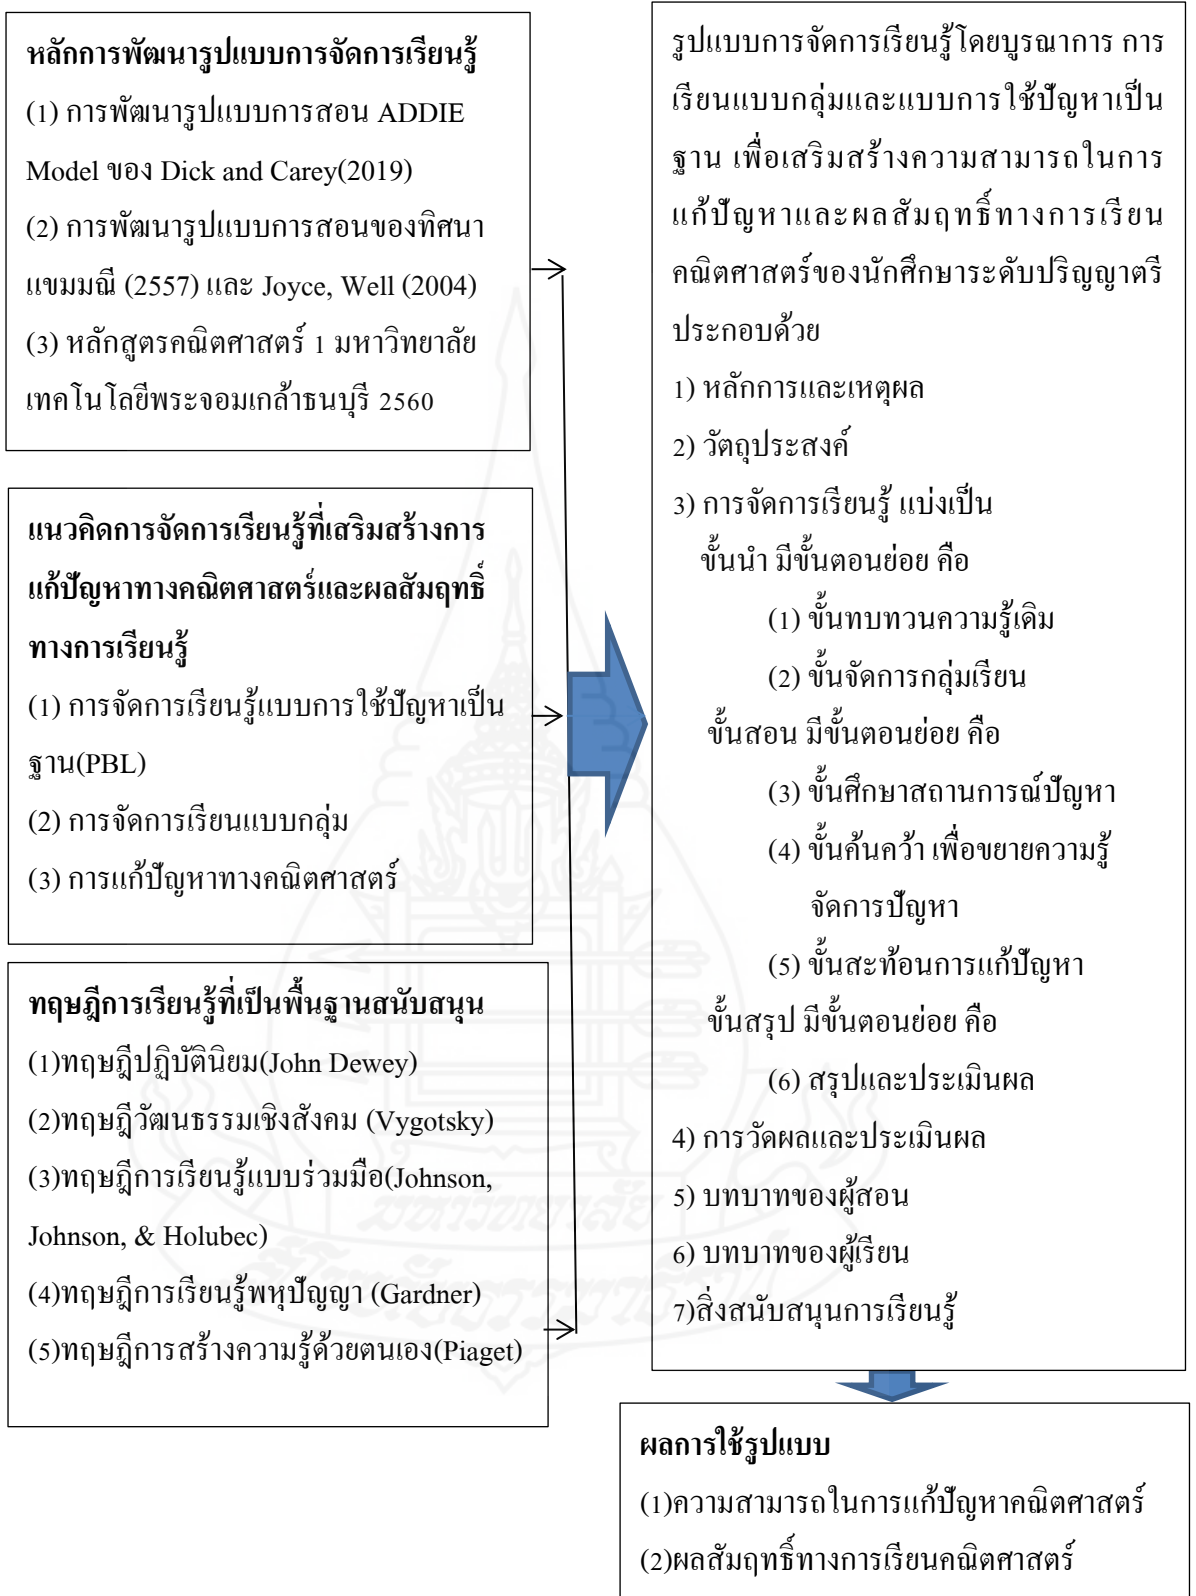 หลักการพัฒนารูปแบบการจัดการเรียนรู้
(1) การพัฒนารูปแบบการสอน ADDIE
Model ของ Dick and Carey(2019)
(2) การพัฒนารูปแบบการสอนของทิศนา
แขมมณี (2557) และ Joyce, Well (2004)
(3) หลักสูตรคณิตศาสตร์ 1 มหาวิทยาลัย
เทคโนโลยีพระจอมเกล้าธนบุรี 2560
แนวคิดการจัดการเรียนรู้ที่เสริมสร้างการ
แก้ปัญหาทางคณิตศาสตร์และผลสัมฤทธิ์
ทางการเรียนรู้
(1) การจัดการเรียนรู้แบบการใช้ปัญหาเป็น
ฐาน(PBL)
(2) การจัดการเรียนแบบกลุ่ม
(3) การแก้ปัญหาทางคณิตศาสตร์
ทฤษฎีการเรียนรู้ที่เป็นพื้นฐานสนับสนุน
(1)ทฤษฎีปฏิบัตินิยม(John Dewey)
(2)ทฤษฎีวัฒนธรรมเชิงสังคม (Vygotsky)
(3)ทฤษฎีการเรียนรู้แบบร่วมมือ(Johnson,
Johnson, & Holubec)
(4)ทฤษฎีการเรียนรู้พหุปัญญา (Gardner)
(5)ทฤษฎีการสร้างความรู้ด้วยตนเอง(Piaget)
รูปแบบการจัดการเรียนรู้โดยบูรณาการ การ
เรียนแบบกลุ่มและแบบการใช้ปัญหาเป็น
ฐาน เพื่อเสริมสร้างความสามารถในการ
แก้ปัญหาและผลสัมฤทธิ์ทางการเรียน
คณิตศาสตร์ของนักศึกษาระดับปริญญาตรี
ประกอบด้วย
1) หลักการและเหตุผล
2) วัตถุประสงค์
3) การจัดการเรียนรู้ แบ่งเป็น
ขั้นนำ มีขั้นตอนย่อย คือ
(1) ขั้นทบทวนความรู้เดิม
(2) ขั้นจัดการกลุ่มเรียน
ขั้นสอน มีขั้นตอนย่อย คือ
(3) ขั้นศึกษาสถานการณ์ปัญหา
(4) ขั้นค้นคว้า เพื่อขยายความรู้
จัดการปัญหา
(5) ขั้นสะท้อนการแก้ปัญหา
ขั้นสรุป มีขั้นตอนย่อย คือ
(6) สรุปและประเมินผล
4) การวัดผลและประเมินผล
5) บทบาทของผู้สอน
6) บทบาทของผู้เรียน
7)สิ่งสนับสนุนการเรียนรู้
ผลการใช้รูปแบบ
(1)ความสามารถในการแก้ปัญหาคณิตศาสตร์
(2)ผลสัมฤทธิ์ทางการเรียนคณิตศาสตร์
มหาวิทยาลัย
สุโขทัยธรรมาธิราช